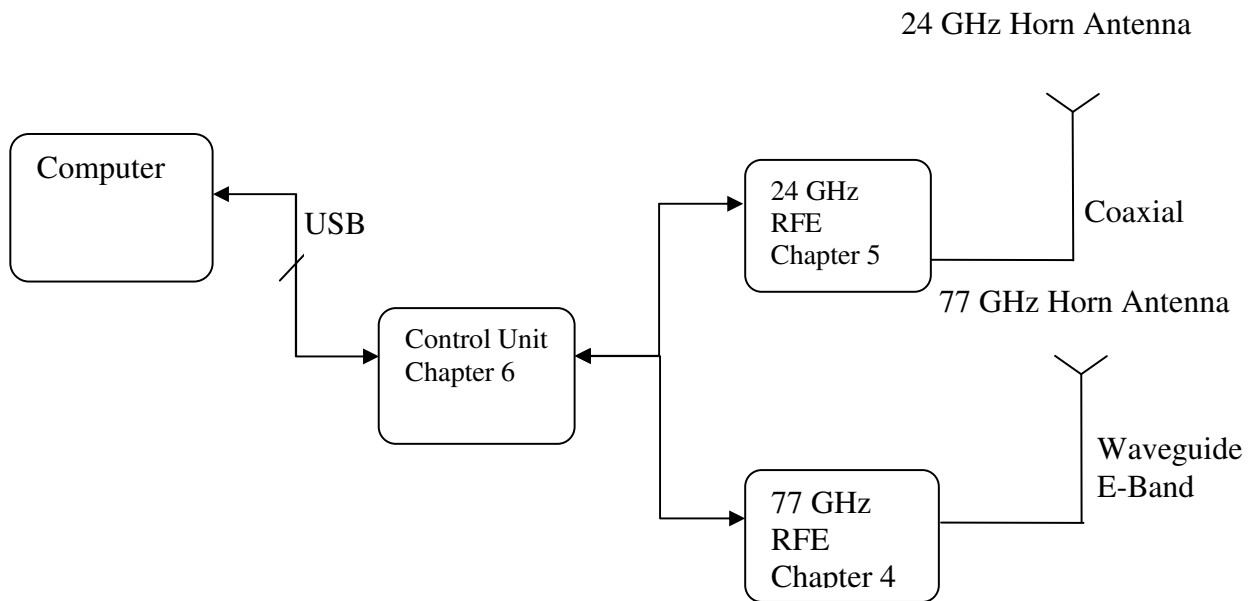 24 GHz Horn Antenna
Computer
USB
24 GHz
RFE
Chapter 5
Coaxial
77 GHz Horn Antenna
Control Unit
Chapter 6
Waveguide
E-Band
77 GHz
RFE
Chapter 4